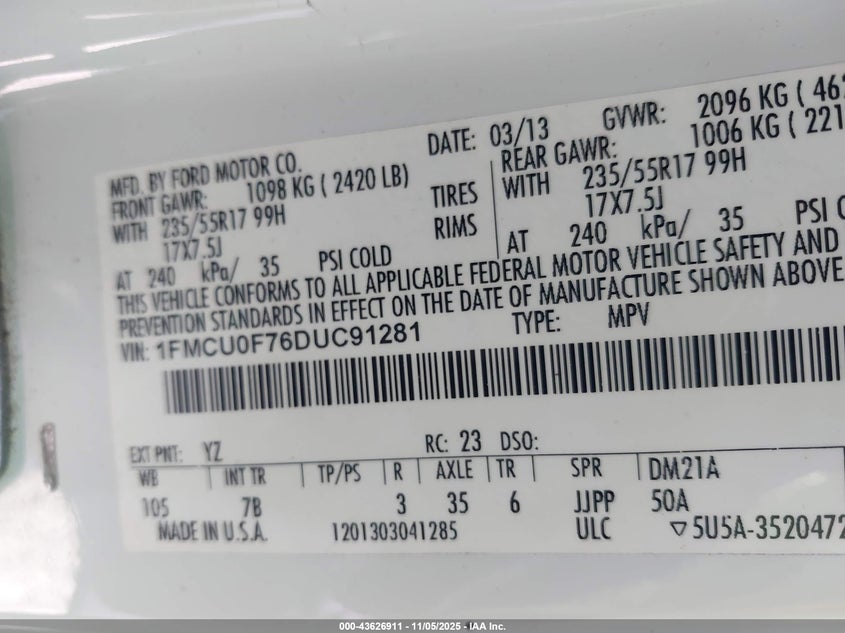 MFD. BY FORD MOTOR CO. DATE: 03/13 GVWR: 2096 KG ( 46
FRONT GAWR: 1098 KG ( 2420 LB) REAR GAWR: 1006 KG ( 221
WITH 235/55R17 99H TIRES WITH 235/55R17 99H
17X7.5J RIMS 17X7.5J
AT 240 kPa/ 35 PSI COLD AT 240 kPa/ 35 PSI C
THIS VEHICLE CONFORMS TO ALL APPLICABLE FEDERAL MOTOR VEHICLE SAFETY AND
PREVENTION STANDARDS IN EFFECT ON THE DATE OF MANUFACTURE SHOWN ABOVE
VIN: 1FMCU0F76DUC91281 TYPE: MPV
EXT PNT: YZ RC: 23 DSO:
WB INT TR TP/PS R AXLE TR SPR DM21A
105 7B 3 35 6 JJPP 50A
MADE IN U.S.A. 1201303041285 ULC 5U5A-3520472
000-43626911 - 11/05/2025 - IAA Inc.